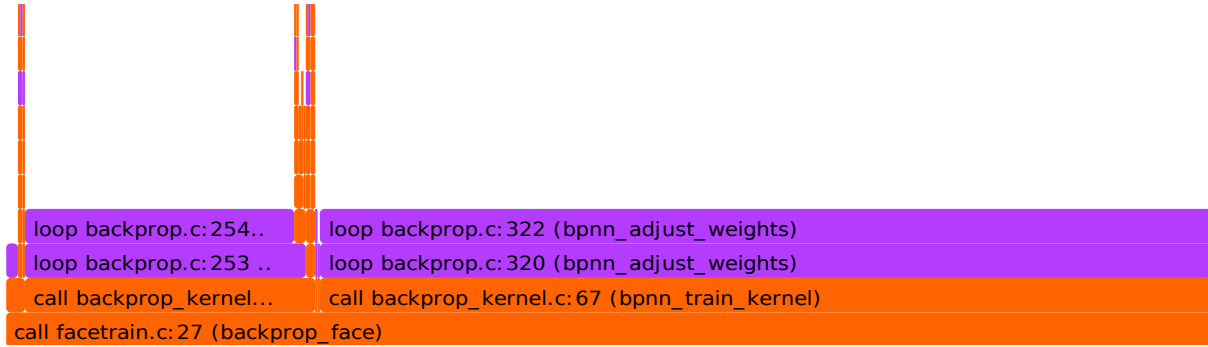 loop backprop.c:254.. loop backprop.c:322 (bpnn_adjust_weights)
loop backprop.c:253 .. loop backprop.c:320 (bpnn_adjust_weights)
call backprop_kernel... call backprop_kernel.c:67 (bpnn_train_kernel)
call facetrain.c:27 (backprop_face)